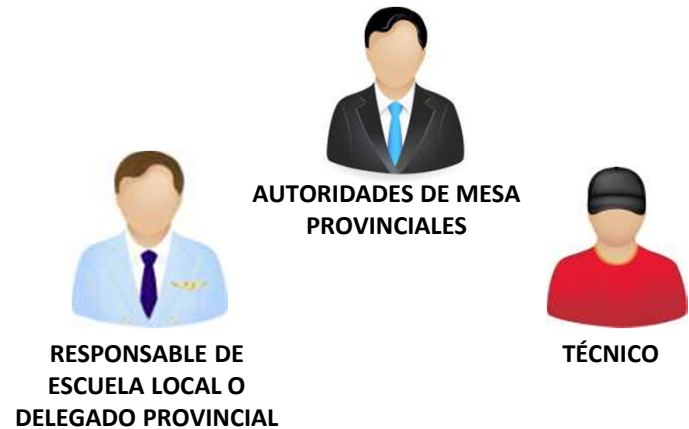 AUTORIDADES DE MESA
PROVINCIALES
RESPONSABLE DE
ESCUELA LOCAL O
DELEGADO PROVINCIAL
TÉCNICO